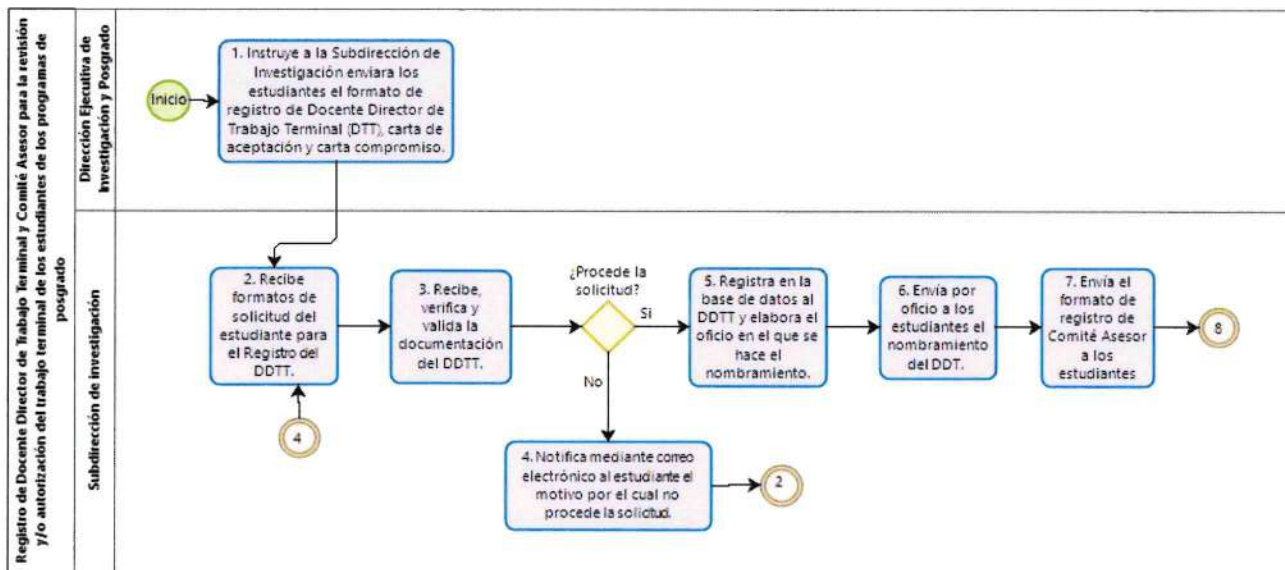 Registro de Docente Director de Trabajo Terminal y Comité Asesor para la revisión
y/o autorización del trabajo terminal de los estudiantes de los programas de
posgrado
Dirección Ejecutiva de
Investigación y Posgrado
Inicio
1. Instruye a la Subdirección de
Investigación enviara los
estudiantes el formato de
registro de Docente Director de
Trabajo Terminal (DTT), carta de
aceptación y carta compromiso.
Subdirección de investigación
2. Recibe
formatos de
solicitud del
estudiante para
el Registro del
DDTT.
4
3. Recibe,
verifica y
valida la
documentación
del DDTT.
¿Procede la
solicitud?
Si
No
4. Notifica mediante correo
electrónico al estudiante el
motivo por el cual no
procede la solicitud.
2
5. Registra en la
base de datos al
DDTT y elabora el
oficio en el que se
hace el
nombramiento.
6. Envía por
oficio a los
estudiantes el
nombramiento
del DDT.
7. Envía el
formato de
registro de
Comité Asesor
a los
estudiantes
8